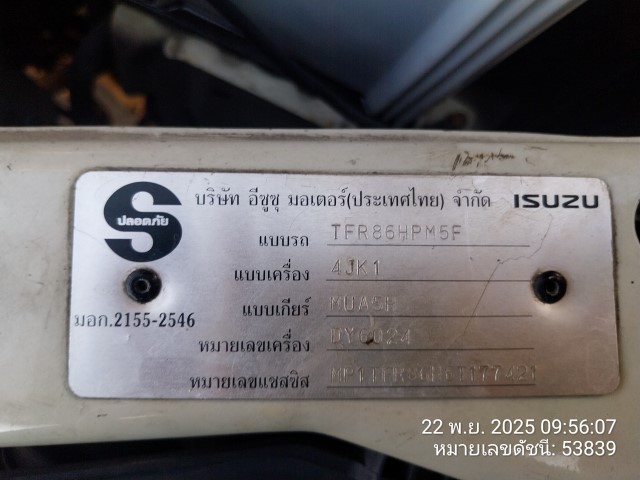 บริษัท อีซูซุ มอเตอร์(ประเทศไทย) จำกัด ISUZU
ปลอดภัย
แบบรถ TFR86HPM5F
แบบเครื่อง 4JK1
แบบเกียร์
มอก.2155-2546
หมายเลขเครื่อง
หมายเลขแชสซิส
22 พ.ย. 2025 09:56:07
หมายเลขดัชนี: 53839